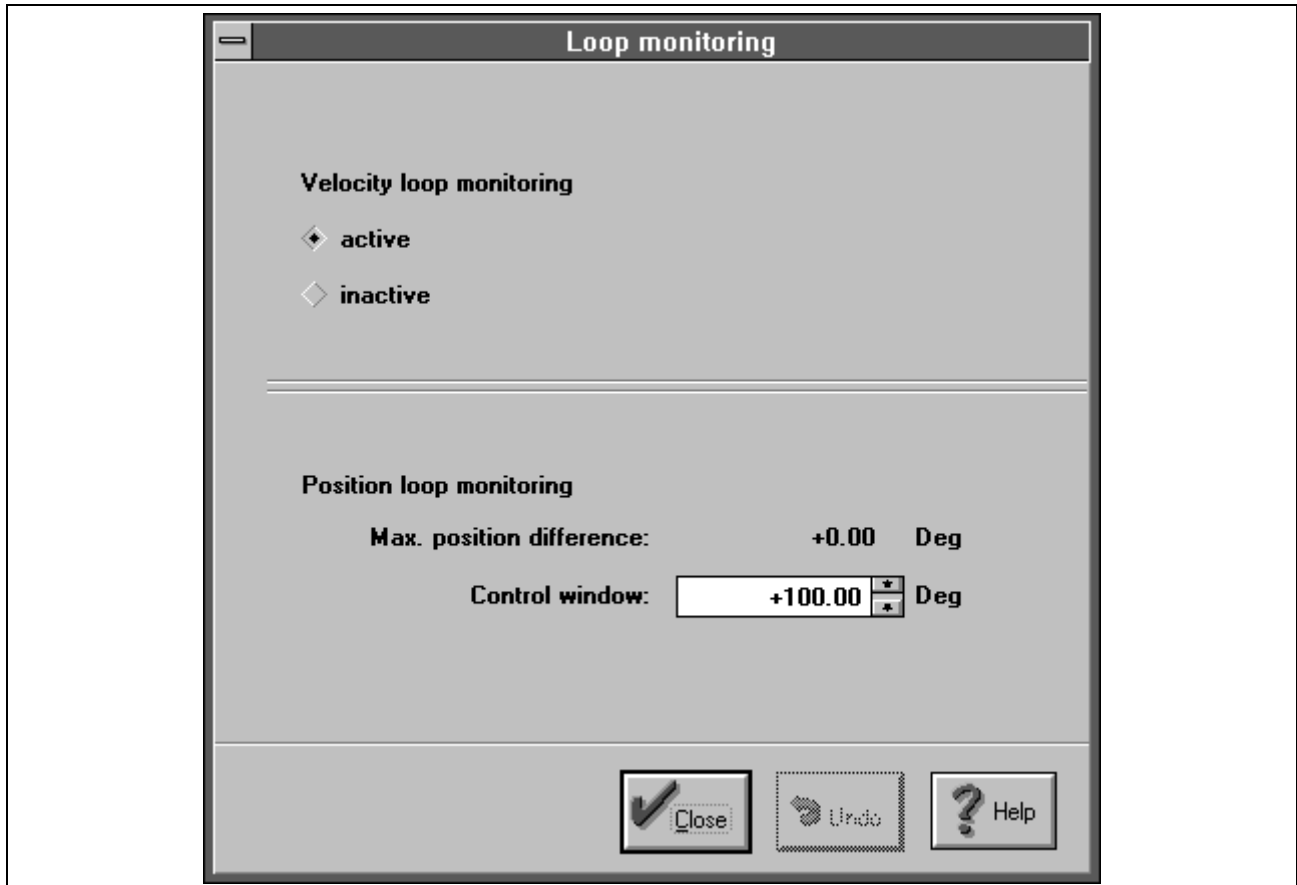 Loop monitoring
Velocity loop monitoring
active
inactive
Position loop monitoring
Max. position difference: +0.00 Deg
Control window: +100.00 Deg
Close Undo Help